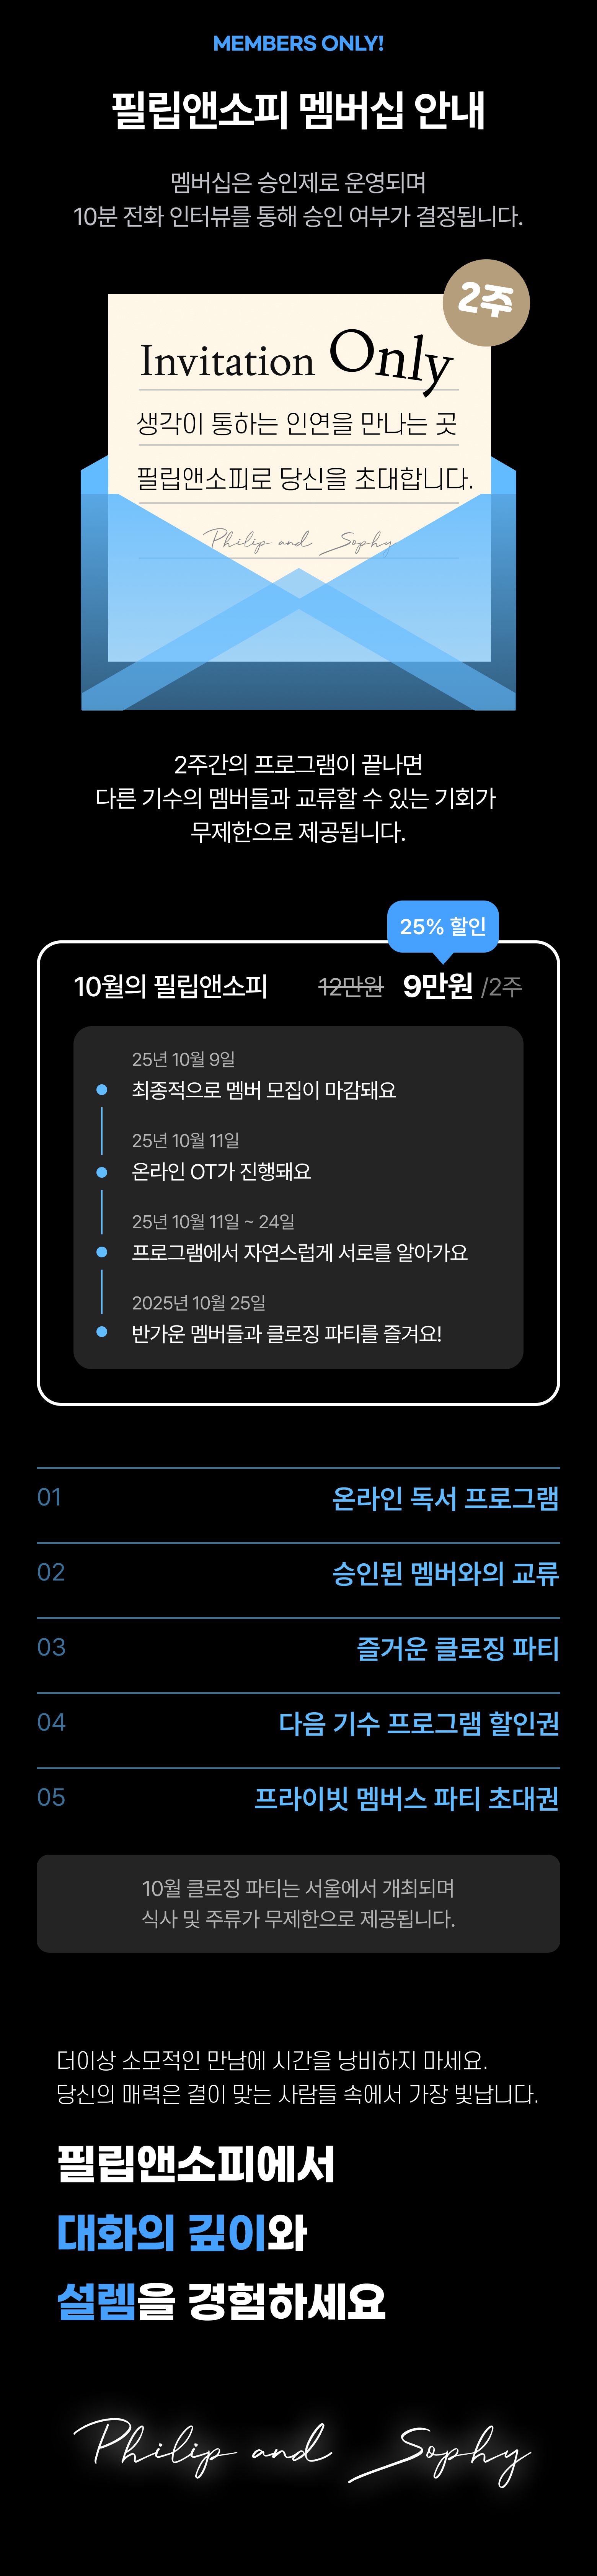 MEMBERS ONLY!
필립앤소피 멤버십 안내
멤버십은 승인제로 운영되며
10분 전화 인터뷰를 통해 승인 여부가 결정됩니다.
2주
Invitation Only
생각이 통하는 인연을 만나는 곳
필립앤소피로 당신을 초대합니다.
Philip and Sophy
2주간의 프로그램이 끝나면
다른 기수의 멤버들과 교류할 수 있는 기회가
무제한으로 제공됩니다.
25% 할인
10월의 필립앤소피 12만원 9만원 /2주
25년 10월 9일
최종적으로 멤버 모집이 마감돼요
25년 10월 11일
온라인 OT가 진행돼요
25년 10월 11일 ~ 24일
프로그램에서 자연스럽게 서로를 알아가요
2025년 10월 25일
반가운 멤버들과 클로징 파티를 즐겨요!
01 온라인 독서 프로그램
02 승인된 멤버와의 교류
03 즐거운 클로징 파티
04 다음 기수 프로그램 할인권
05 프라이빗 멤버스 파티 초대권
10월 클로징 파티는 서울에서 개최되며
식사 및 주류가 무제한으로 제공됩니다.
더이상 소모적인 만남에 시간을 낭비하지 마세요.
당신의 매력은 결이 맞는 사람들 속에서 가장 빛납니다.
필립앤소피에서
대화의 깊이와
설렘을 경험하세요
Philip and Sophy